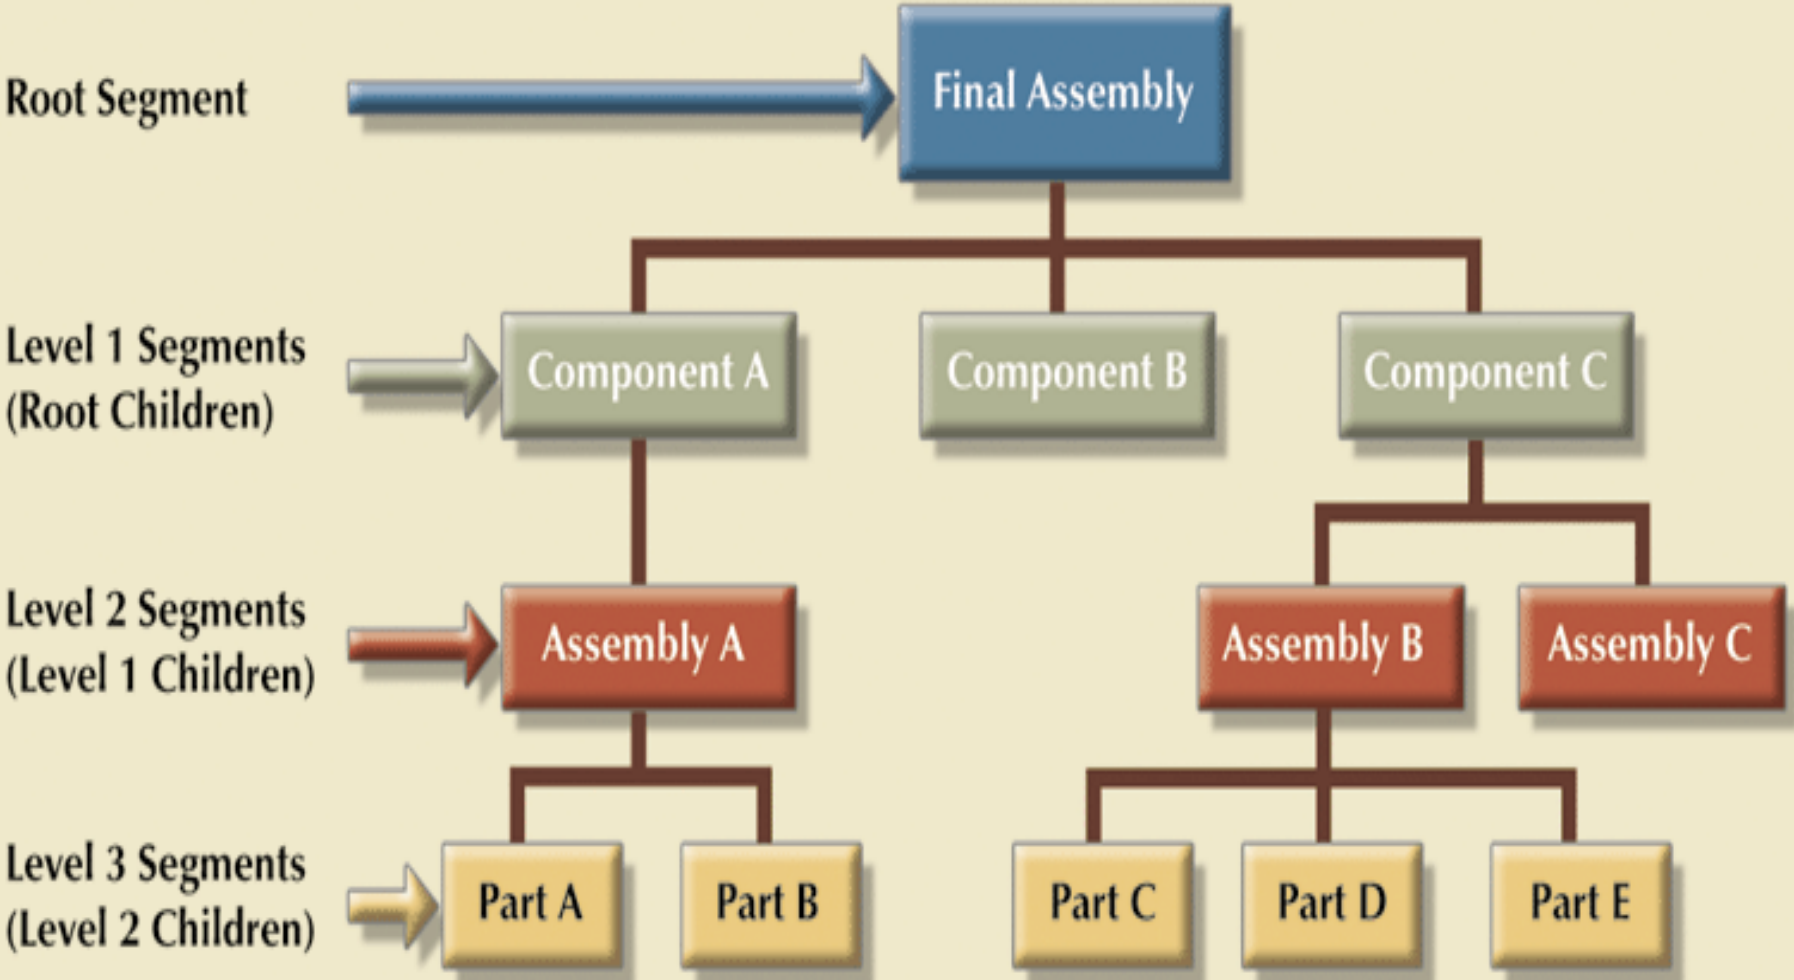 Root Segment
Final Assembly
Level 1 Segments
(Root Children)
Component A
Component B
Component C
Level 2 Segments
(Level 1 Children)
Assembly A
Assembly B
Assembly C
Level 3 Segments
(Level 2 Children)
Part A
Part B
Part C
Part D
Part E